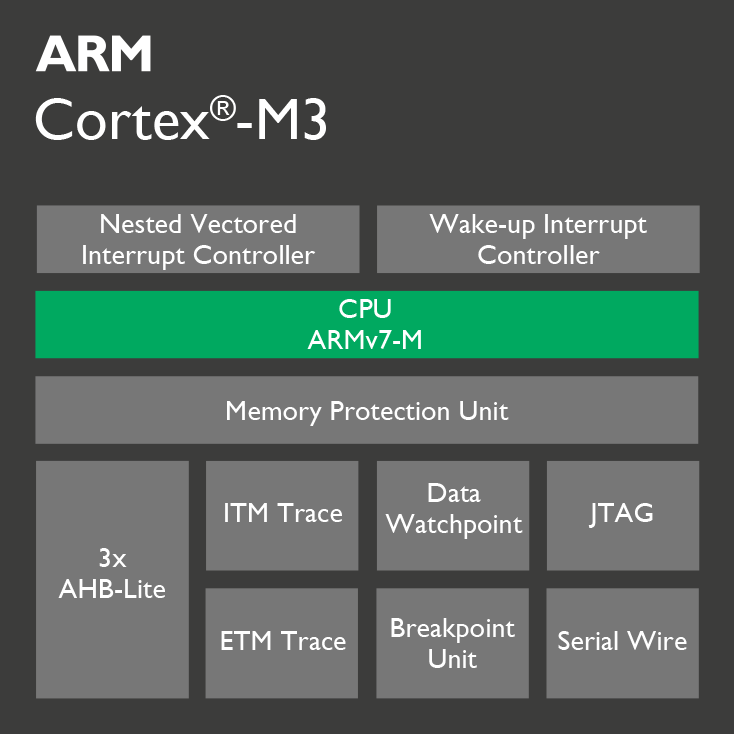 ARM
Cortex®-M3
Nested Vectored
Interrupt Controller
Wake-up Interrupt
Controller
CPU
ARMv7-M
Memory Protection Unit
3x
AHB-Lite
ITM Trace
Data
Watchpoint
JTAG
ETM Trace
Breakpoint
Unit
Serial Wire